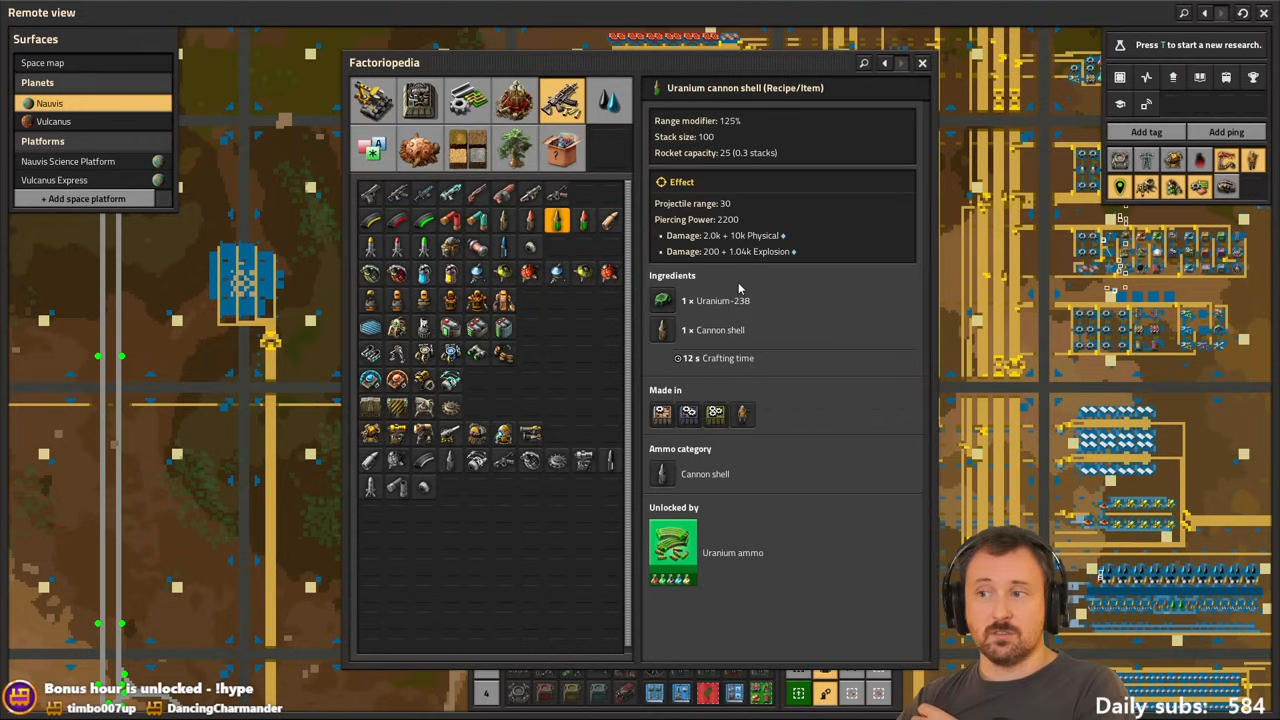 Remote view
Surfaces
Space map
Planets
Nauvis
Vulcanus
Platforms
Nauvis Science Platform
Vulcanus Express
+ Add space platform
Factoriopedia
Uranium cannon shell (Recipe/Item)
Range modifier: 125%
Stack size: 100
Rocket capacity: 25 (0.3 stacks)
Effect
Projectile range: 30
Piercing Power: 2200
• Damage: 2.0k + 10k Physical
• Damage: 200 + 1.04k Explosion
Ingredients
1 × Uranium-238
1 × Cannon shell
12 s Crafting time
Made in
Ammo category
Cannon shell
Unlocked by
Uranium ammo
Press T to start a new research.
Add tag
Add ping
4
Bonus hour is unlocked - !hype
timbo007up DancingCharmander
Daily subs: 584